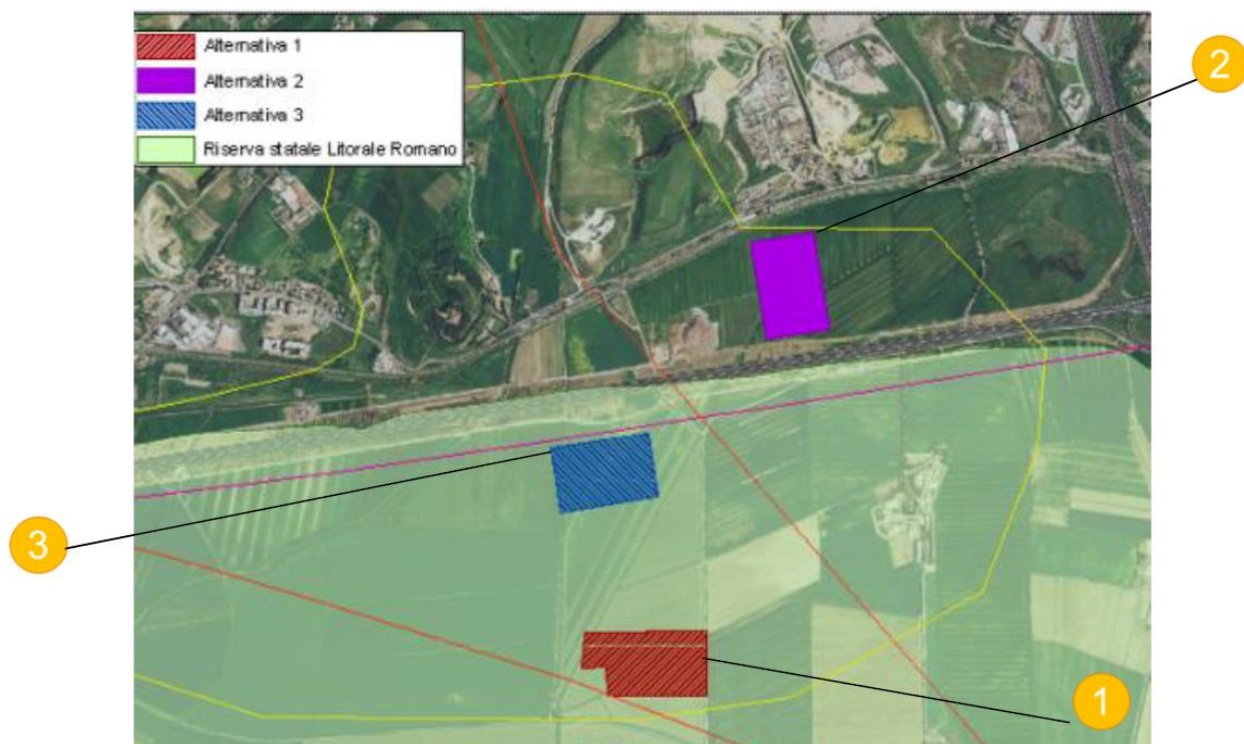 Alternativa 1
Alternativa 2
Alternativa 3
Riserva statale Litorale Romano
2
3
1